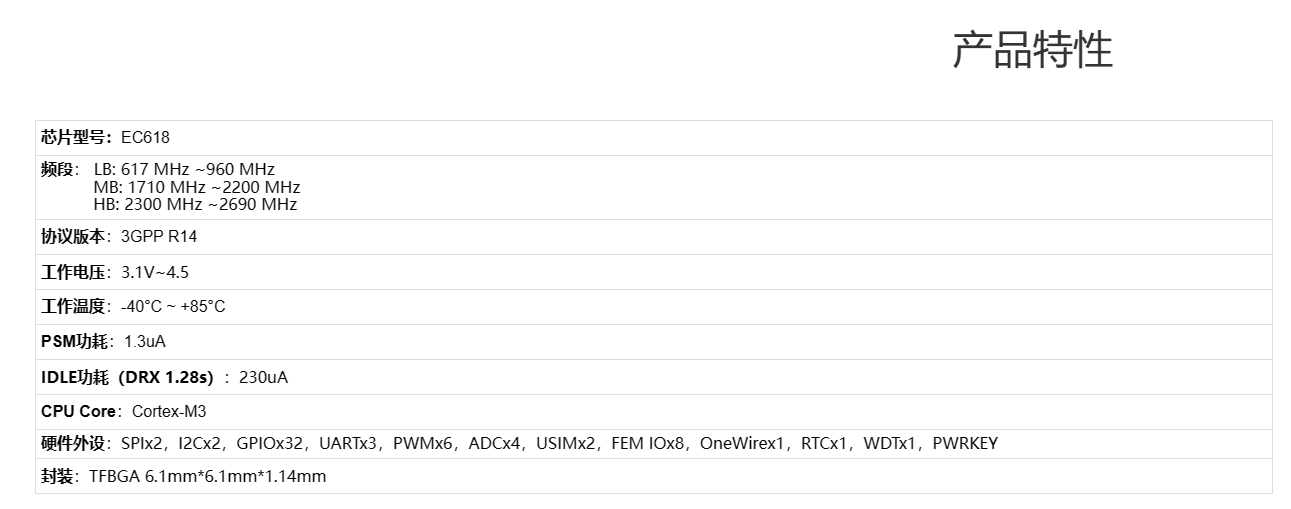 产品特性
芯片型号：EC618
频段： LB: 617 MHz ~960 MHz
MB: 1710 MHz ~2200 MHz
HB: 2300 MHz ~2690 MHz
协议版本：3GPP R14
工作电压：3.1V~4.5
工作温度：-40°C ~ +85°C
PSM功耗：1.3uA
IDLE功耗（DRX 1.28s）：230uA
CPU Core：Cortex-M3
硬件外设：SPIx2，I2Cx2，GPIOx32，UARTx3，PWMx6，ADCx4，USIMx2，FEM IOx8，OneWirex1，RTCx1，WDTx1，PWRKEY
封装：TFBGA 6.1mm*6.1mm*1.14mm